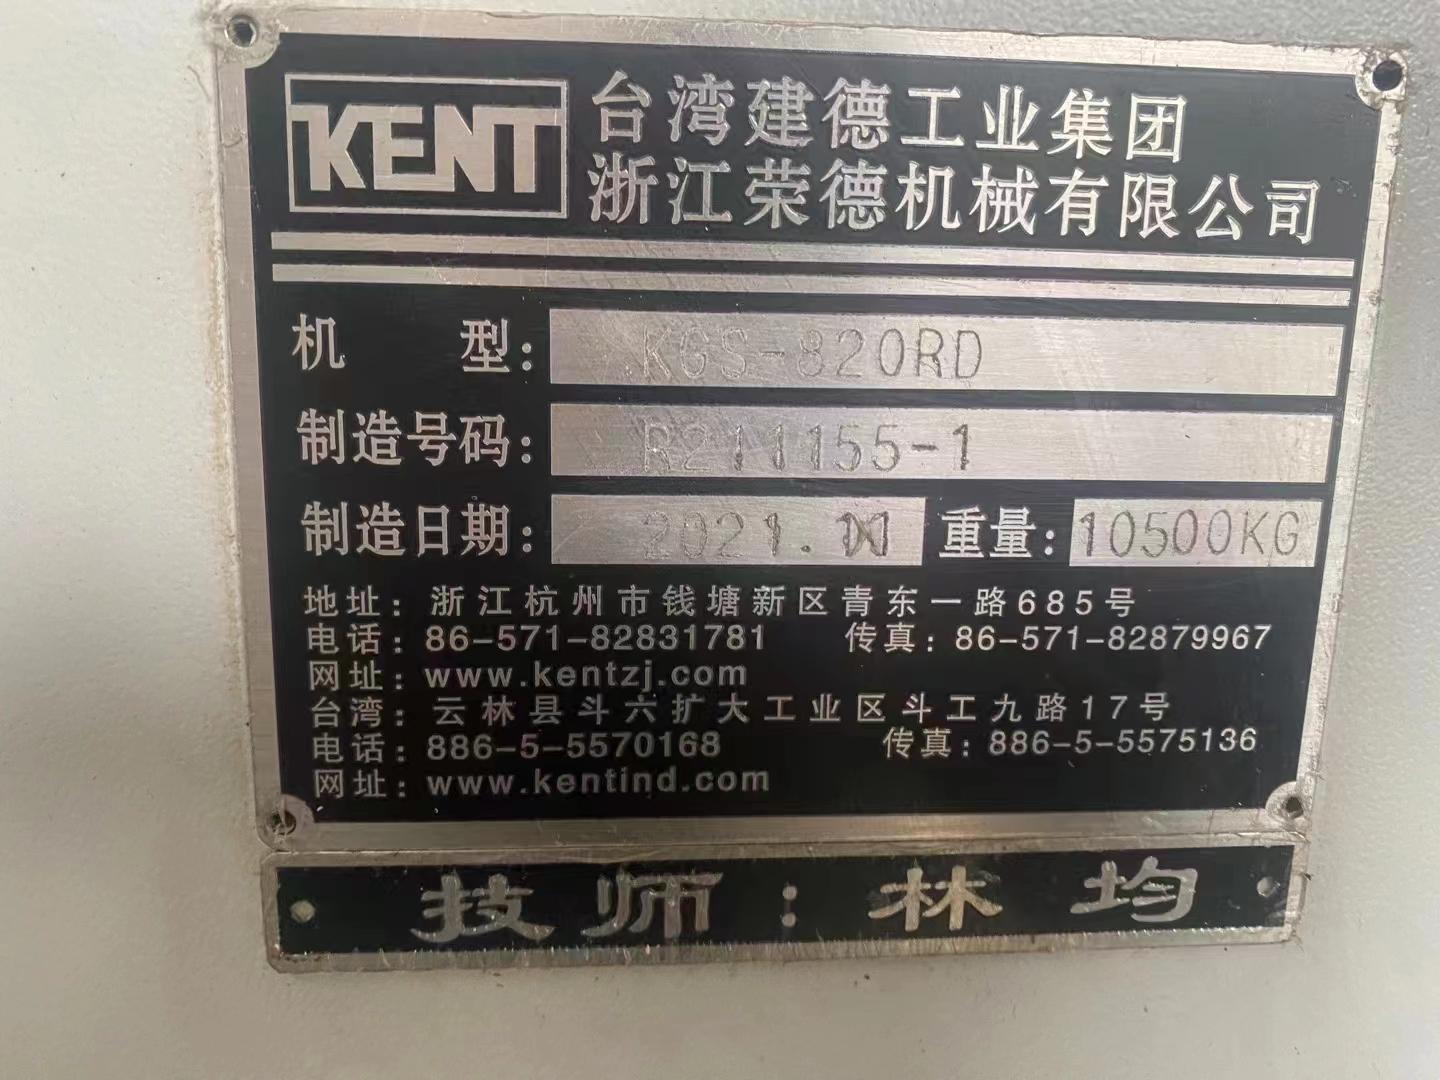 KENT
台湾建德工业集团
浙江荣德机械有限公司
机 型: KGS-820RD
制造号码: R211155-1
制造日期: 2021.11 重量: 10500KG
地址: 浙江杭州市钱塘新区青东一路685号
电话: 86-571-82831781 传真: 86-571-82879967
网址: www.kentzj.com
台湾: 云林县斗六扩大工业区斗工九路17号
电话: 886-5-5570168 传真: 886-5-5575136
网址: www.kentind.com
技师: 林均